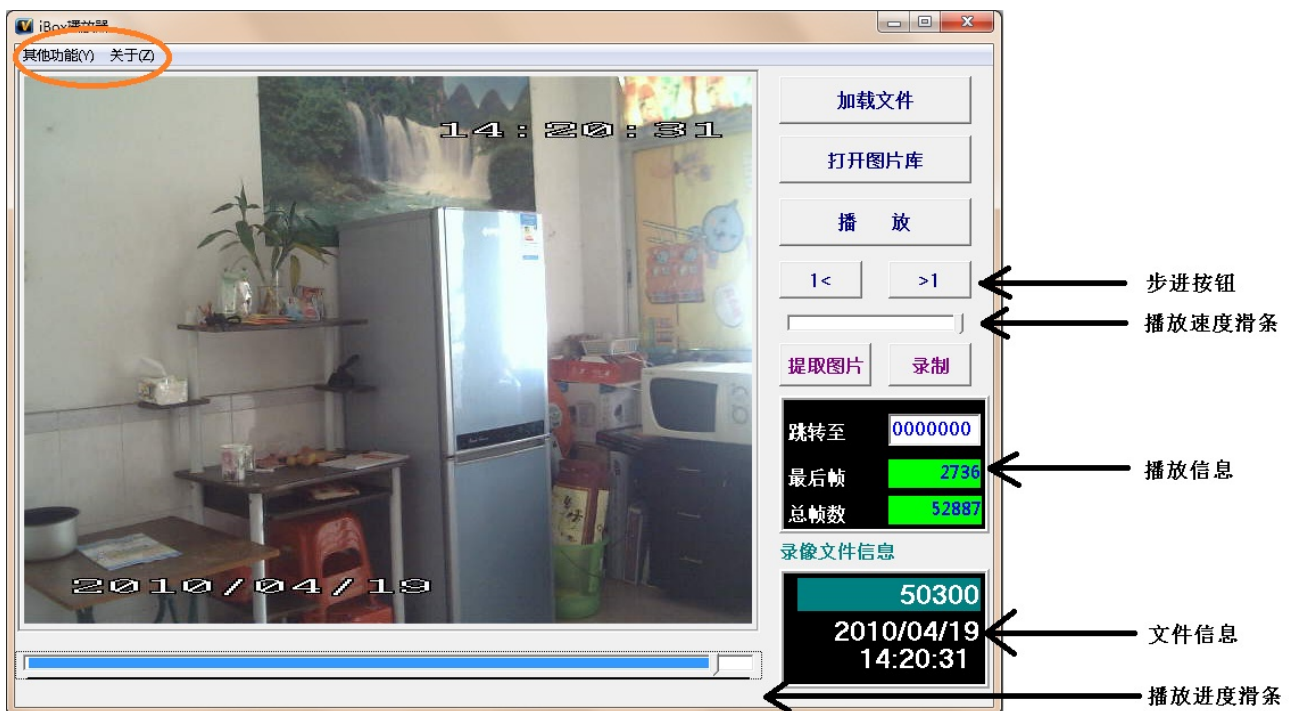 iBox播放器
其他功能(Y) 关于(Z)
14:20:31
2010/04/19
加载文件
打开图片库
播 放
1< >1
提取图片 录制
跳转至 0000000
最后帧 2736
总帧数 52887
录像文件信息
50300
2010/04/19
14:20:31
步进按钮
播放速度滑条
播放信息
文件信息
播放进度滑条